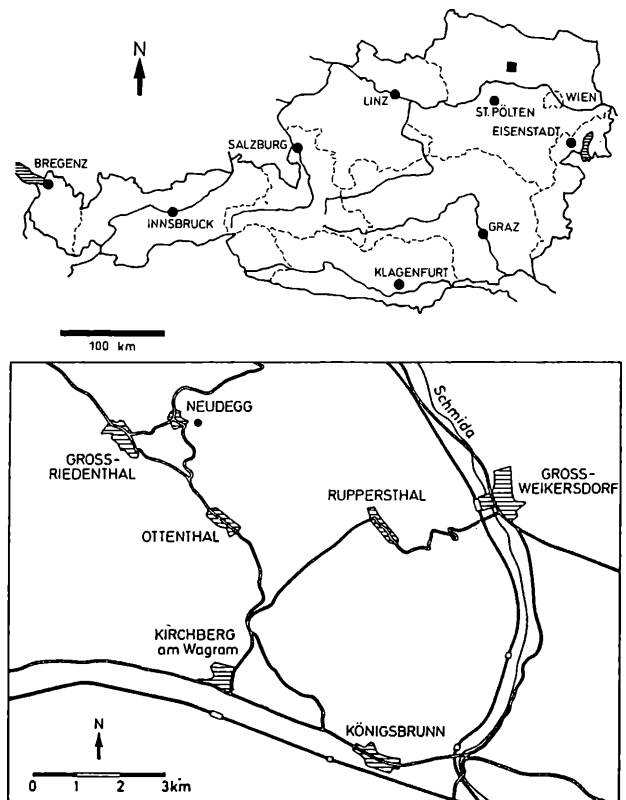 N
LINZ
WIEN
ST. PÖLTEN
EISENSTADT
SALZBURG
BREGENZ
INNSBRUCK
GRAZ
KLAGENFURT
100 km
NEUDEGG
Schmida
GROSS-
RIEDENTHAL
GROSS-
WEIKERSDORF
RUPPERSTHAL
OTTENTHAL
KIRCHBERG
am Wagram
N
KÖNIGSBRUNN
0 1 2 3km